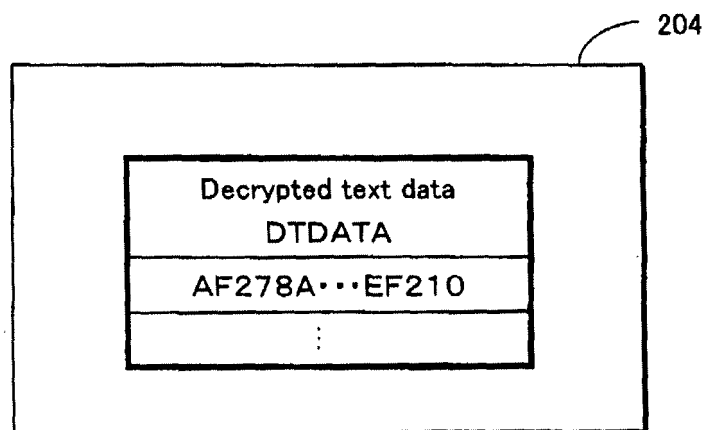 204
Decrypted text data
DTDATA
AF278A···EF210
⋮